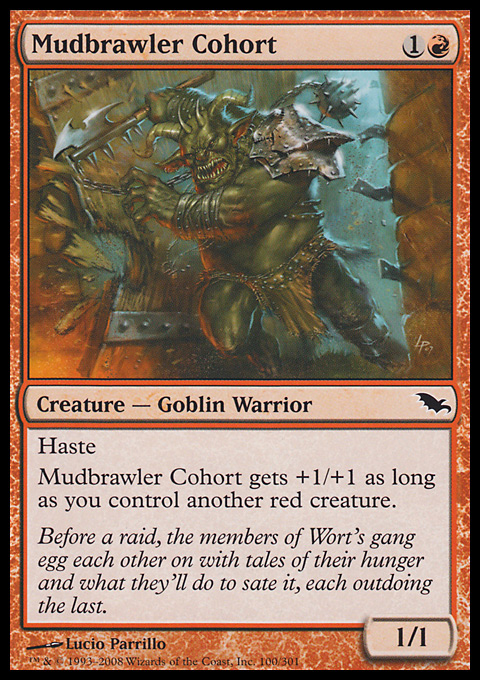 Mudbrawler Cohort 1
LP 07
Creature — Goblin Warrior
Haste
Mudbrawler Cohort gets +1/+1 as long
as you control another red creature.
Before a raid, the members of Wort's gang
egg each other on with tales of their hunger
and what they'll do to sate it, each outdoing
the last.
Lucio Parrillo
1/1
™ & © 1993–2008 Wizards of the Coast, Inc. 100/301